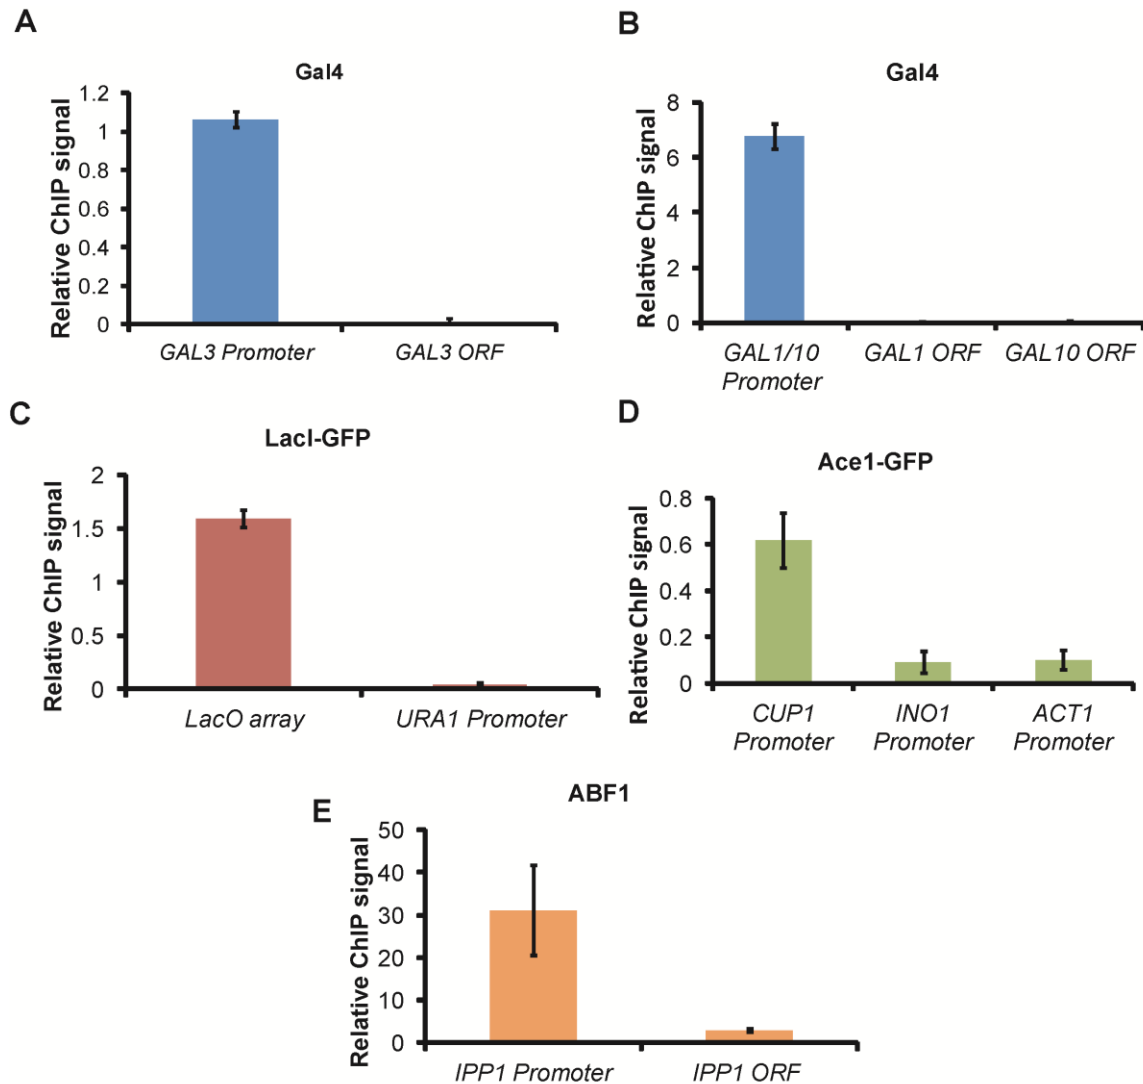 A
Gal4
Relative ChIP signal
1.2
1
0.8
0.6
0.4
0.2
0
GAL3 Promoter
GAL3 ORF
B
Gal4
Relative ChIP signal
8
6
4
2
0
GAL1/10
Promoter
GAL1 ORF
GAL10 ORF
C
LacI-GFP
Relative ChIP signal
2
1.5
1
0.5
0
LacO array
URA1 Promoter
D
Ace1-GFP
Relative ChIP signal
0.8
0.6
0.4
0.2
0
CUP1
Promoter
INO1
Promoter
ACT1
Promoter
E
ABF1
Relative ChIP signal
50
40
30
20
10
0
IPP1 Promoter
IPP1 ORF